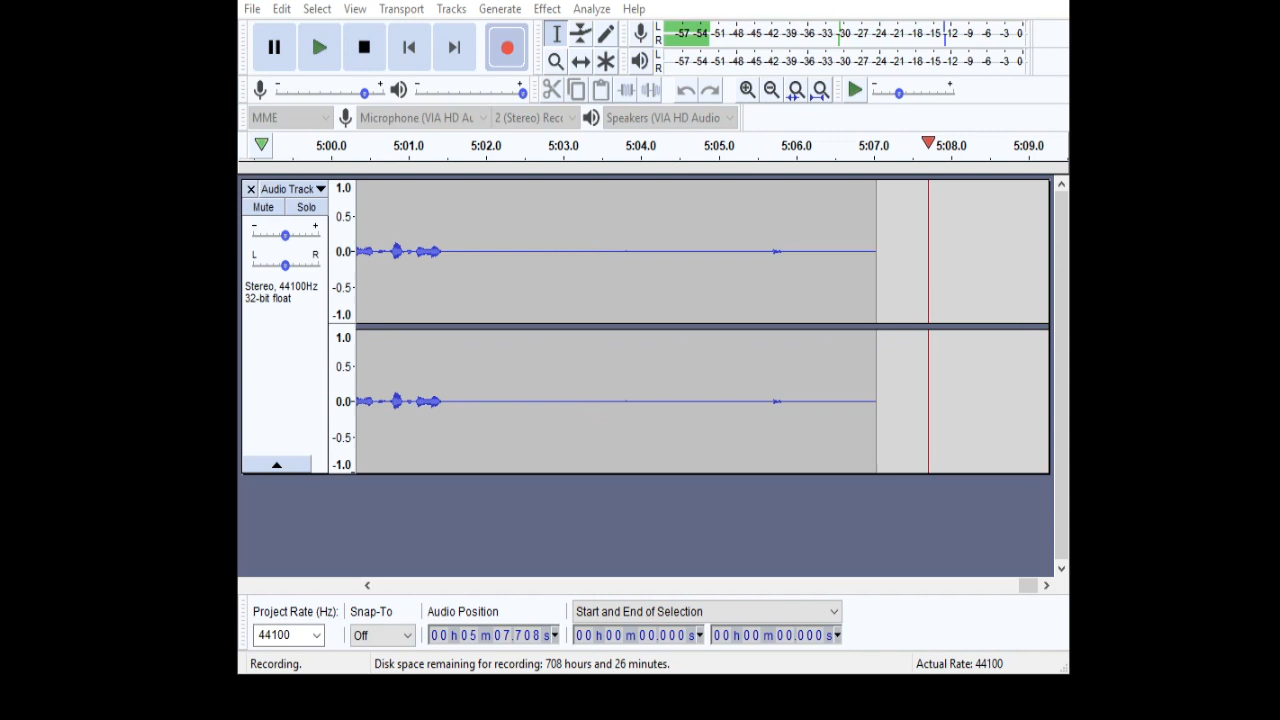 File Edit Select View Transport Tracks Generate Effect Analyze Help
L R -57 -54 -51 -48 -45 -42 -39 -36 -33 -30 -27 -24 -21 -18 -15 -12 -9 -6 -3 0
L R -57 -54 -51 -48 -45 -42 -39 -36 -33 -30 -27 -24 -21 -18 -15 -12 -9 -6 -3 0
- + - + - +
MME Microphone (VIA HD Au 2 (Stereo) Reco Speakers (VIA HD Audio
5:00.0 5:01.0 5:02.0 5:03.0 5:04.0 5:05.0 5:06.0 5:07.0 5:08.0 5:09.0
Audio Track 1.0
Mute Solo
0.5
- +
L R 0.0
Stereo, 44100Hz -0.5
32-bit float
-1.0
1.0
0.5
0.0
-0.5
-1.0
Project Rate (Hz): Snap-To Audio Position Start and End of Selection
44100 Off 00 h 05 m 07.708 s 00 h 00 m 00.000 s 00 h 00 m 00.000 s
Recording. Disk space remaining for recording: 708 hours and 26 minutes. Actual Rate: 44100